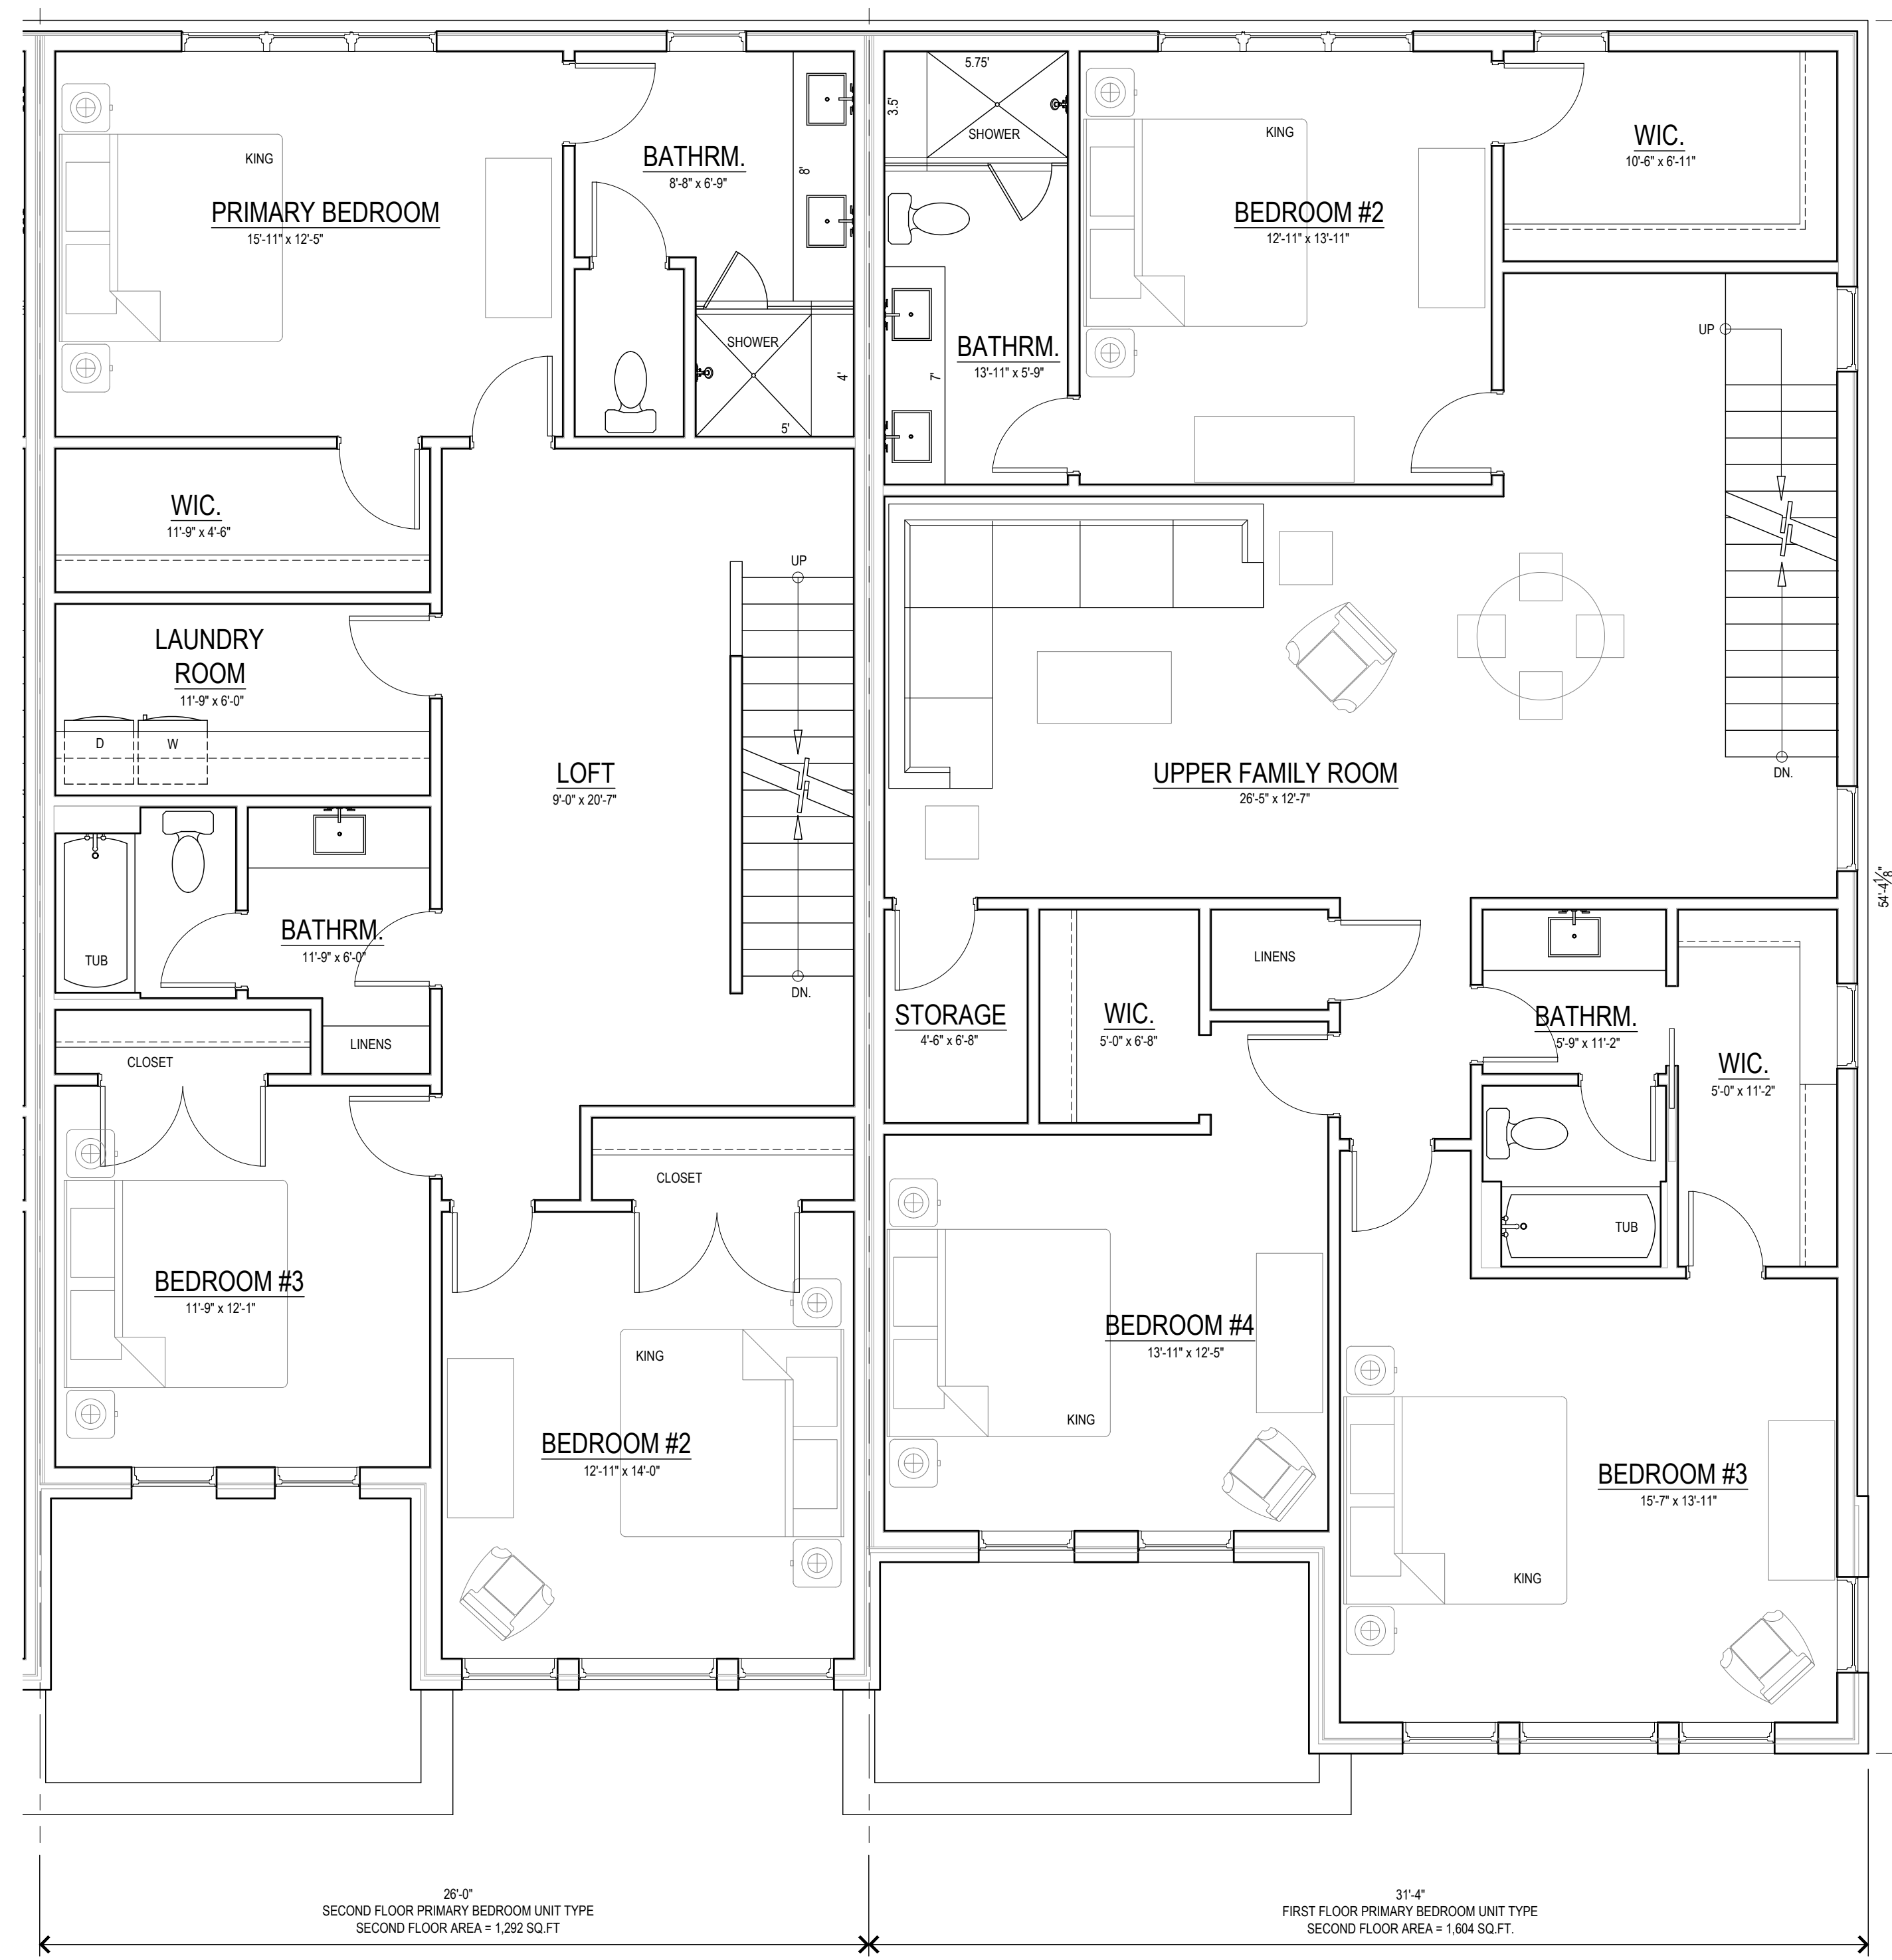 KING
PRIMARY BEDROOM
15'-11" x 12'-5"
BATHRM.
8'-8" x 6'-9"
8'
SHOWER
4'
5'
WIC.
11'-9" x 4'-6"
LAUNDRY
ROOM
11'-9" x 6'-0"
D
W
LOFT
9'-0" x 20'-7"
UP
DN.
BATHRM.
11'-9" x 6'-0"
TUB
LINENS
CLOSET
BEDROOM #3
11'-9" x 12'-1"
CLOSET
KING
BEDROOM #2
12'-11" x 14'-0"
5.75'
3.5'
SHOWER
BATHRM.
13'-11" x 5'-9"
7'
KING
BEDROOM #2
12'-11" x 13'-11"
WIC.
10'-6" x 6'-11"
UP
DN.
UPPER FAMILY ROOM
26'-5" x 12'-7"
54'-4 1/8"
STORAGE
4'-6" x 6'-8"
WIC.
5'-0" x 6'-8"
LINENS
BATHRM.
5'-9" x 11'-2"
WIC.
5'-0" x 11'-2"
TUB
BEDROOM #4
13'-11" x 12'-5"
KING
BEDROOM #3
15'-7" x 13'-11"
KING
26'-0"
SECOND FLOOR PRIMARY BEDROOM UNIT TYPE
SECOND FLOOR AREA = 1,292 SQ.FT
31'-4"
FIRST FLOOR PRIMARY BEDROOM UNIT TYPE
SECOND FLOOR AREA = 1,604 SQ.FT.